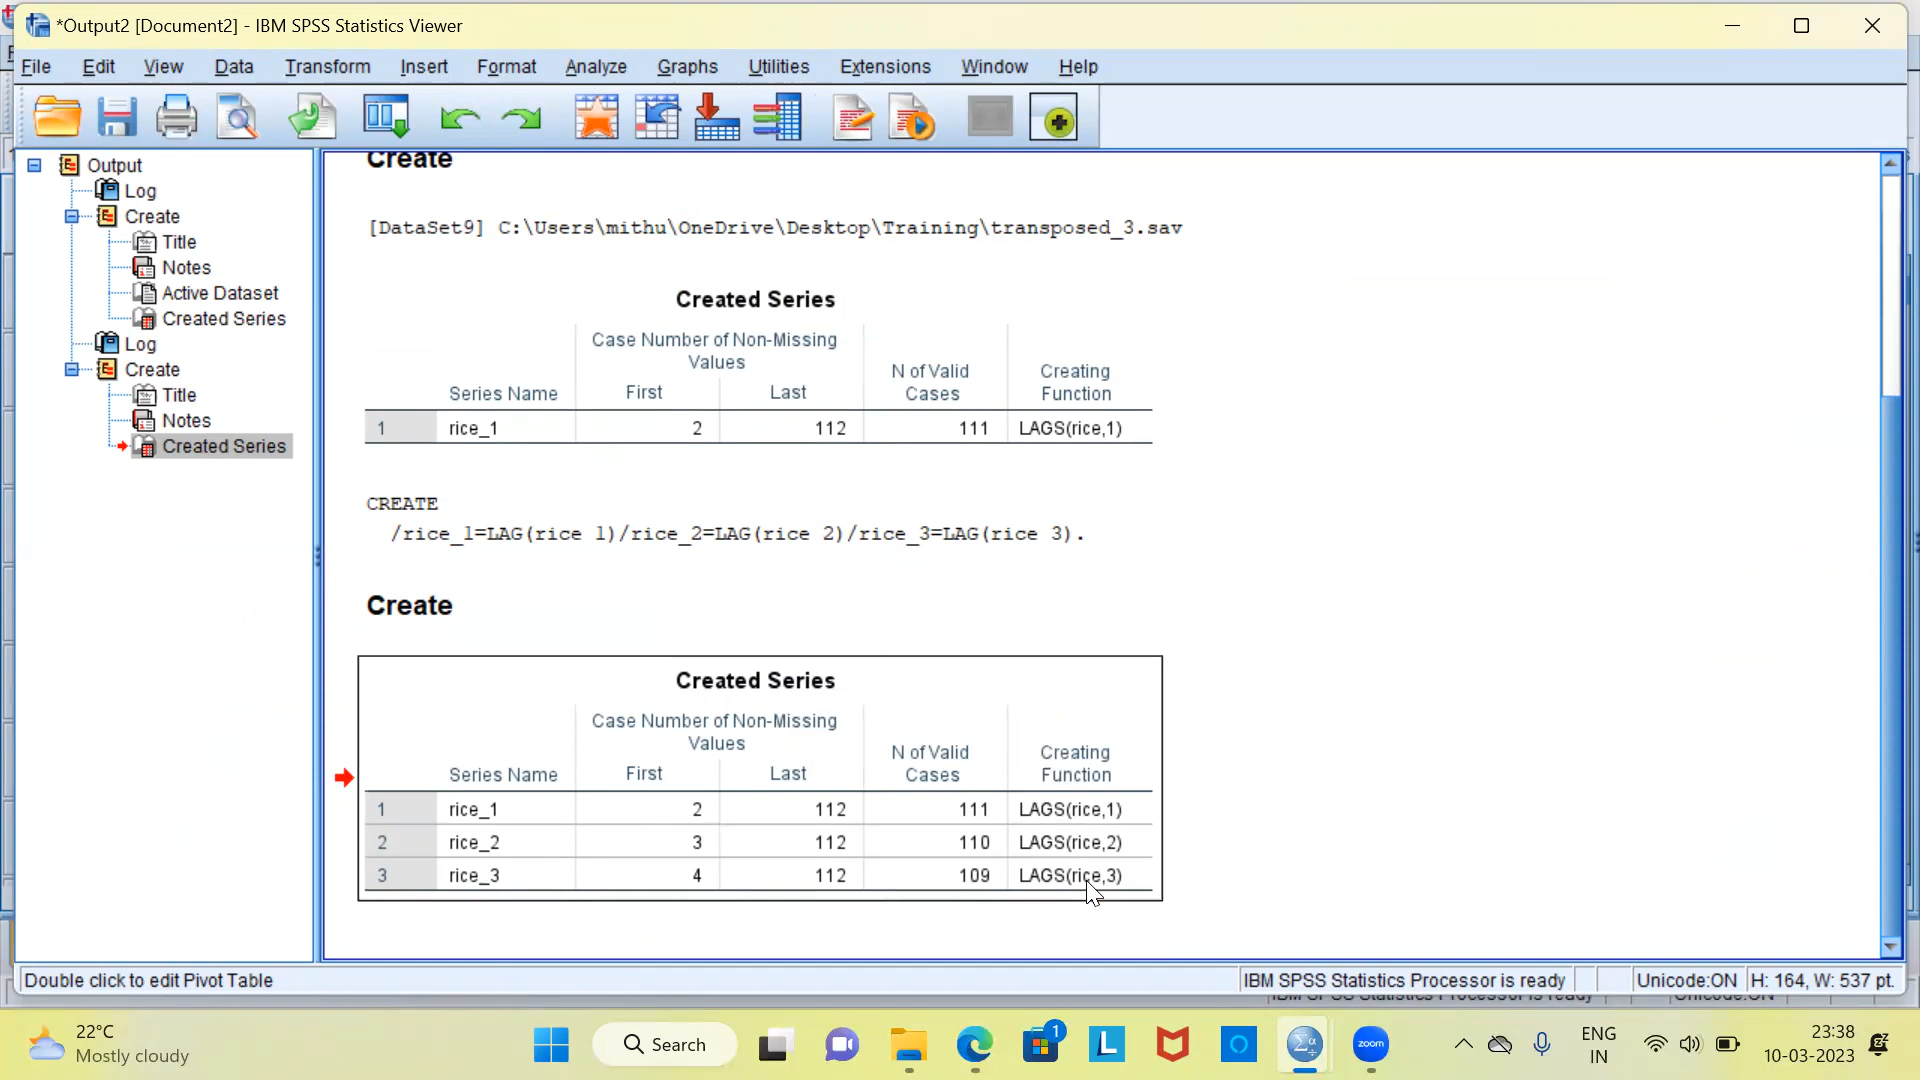 *Output2 [Document2] - IBM SPSS Statistics Viewer
File Edit View Data Transform Insert Format Analyze Graphs Utilities Extensions Window Help
Output
Log
Create
Title
Notes
Active Dataset
Created Series
Log
Create
Title
Notes
Created Series
Create
[DataSet9] C:\Users\mithu\OneDrive\Desktop\Training\transposed_3.sav
Created Series
Case Number of Non-Missing
Values
N of Valid
Cases
Creating
Function
Series Name First Last
1 rice_1 2 112 111 LAGS(rice,1)
CREATE
/rice_1=LAG(rice 1)/rice_2=LAG(rice 2)/rice_3=LAG(rice 3).
Create
Created Series
Case Number of Non-Missing
Values
N of Valid
Cases
Creating
Function
Series Name First Last
1 rice_1 2 112 111 LAGS(rice,1)
2 rice_2 3 112 110 LAGS(rice,2)
3 rice_3 4 112 109 LAGS(rice,3)
Double click to edit Pivot Table
IBM SPSS Statistics Processor is ready Unicode:ON H: 164, W: 537 pt.
22°C
Mostly cloudy
Search
1
L
zoom
ENG
IN
23:38
10-03-2023